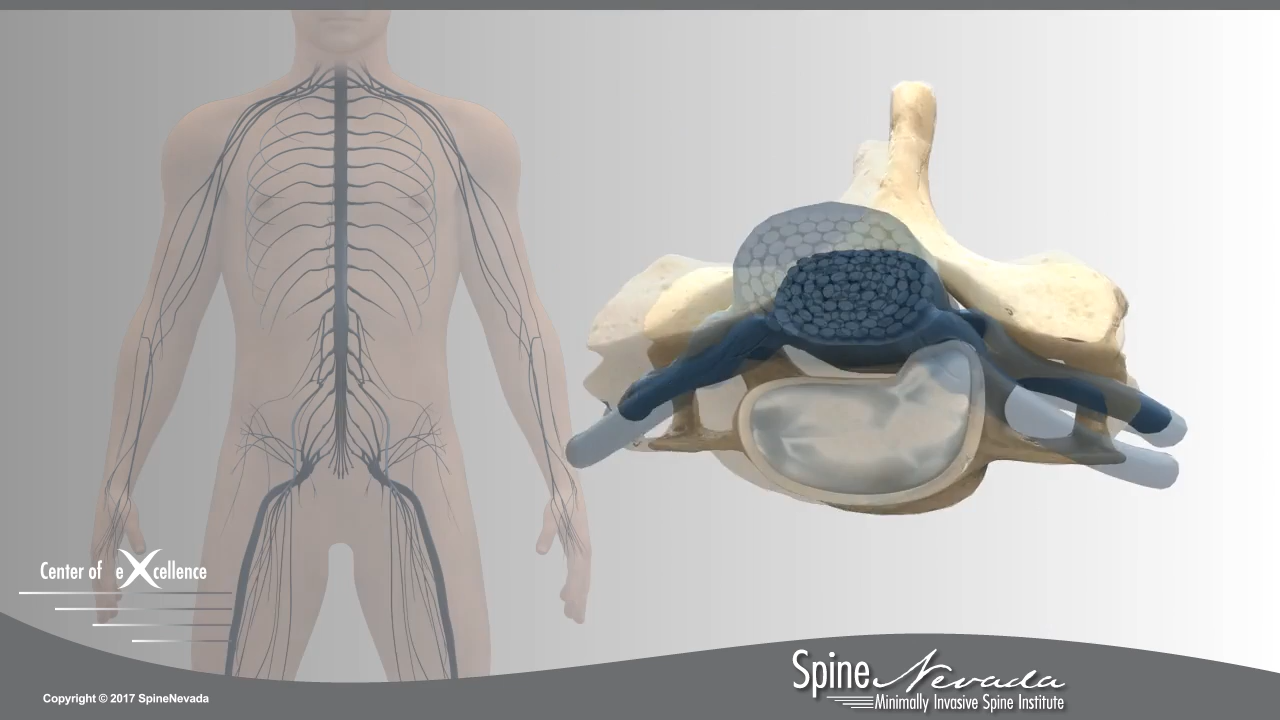 Center of eXcellence
Copyright © 2017 SpineNevada
Spine Nevada
Minimally Invasive Spine Institute